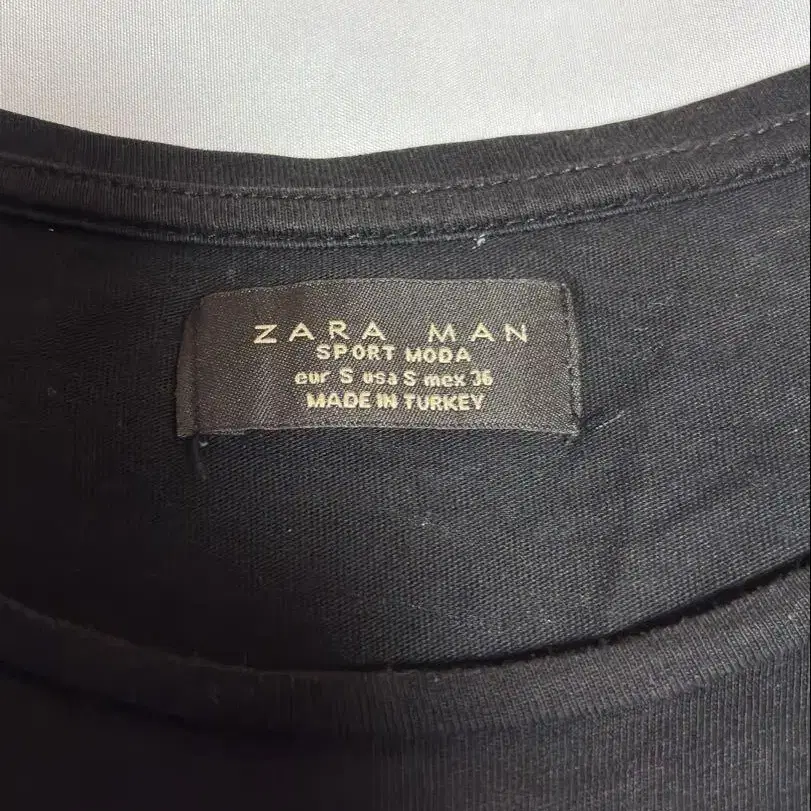 ZARA MAN
SPORT MODA
eur S usa S mex 36
MADE IN TURKEY